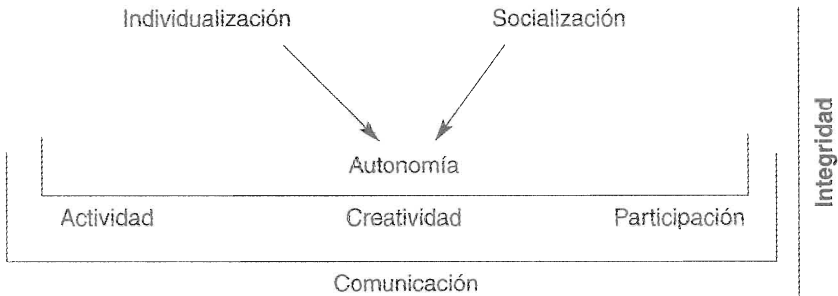 Individualización Socialización
Autonomía
Actividad Creatividad Participación
Comunicación
Integridad